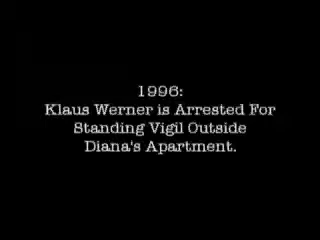 1996:
Klaus Werner is Arrested For
Standing Vigil Outside
Diana's Apartment.